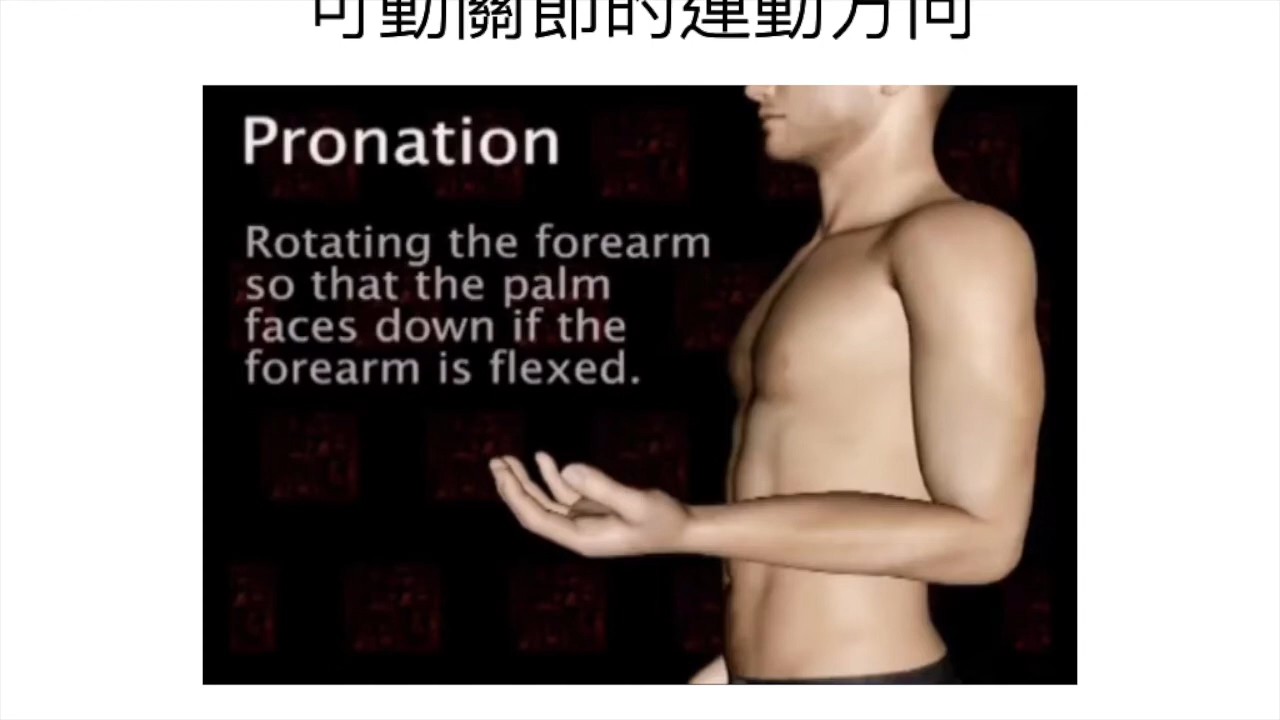 可動關節的運動方向
Pronation
Rotating the forearm
so that the palm
faces down if the
forearm is flexed.